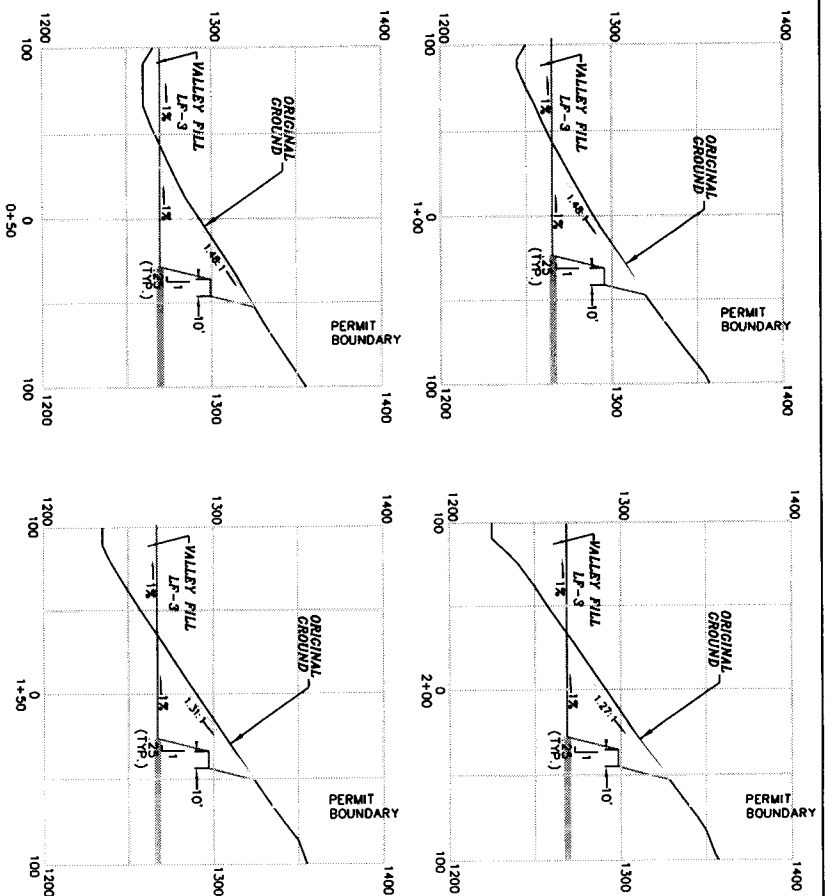 1200
1300
1400
100
VALLEY FILL
LF-3
ORIGINAL
GROUND
1%
1%
1.48:1
0+50
0
.25
(TYP.)
1
10'
PERMIT
BOUNDARY
100
1200
1300
1400
1200
1300
1400
100
VALLEY FILL
LF-3
ORIGINAL
GROUND
1%
1%
1.48:1
1+00
0
.25
(TYP.)
1
10'
PERMIT
BOUNDARY
100
1200
1300
1400
1200
1300
1400
100
VALLEY FILL
LF-3
ORIGINAL
GROUND
1%
1%
1.31:1
1+50
0
.25
(TYP.)
1
10'
PERMIT
BOUNDARY
100
1200
1300
1400
1200
1300
1400
100
VALLEY FILL
LF-3
ORIGINAL
GROUND
1%
1%
1.27:1
2+00
0
.25
(TYP.)
1
10'
PERMIT
BOUNDARY
100
1200
1300
1400